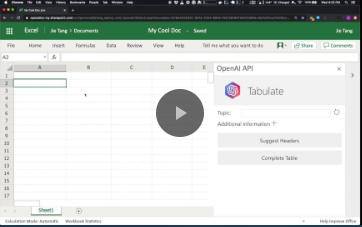 Excel
Jie Tang > Documents
My Cool Doc - Saved
Jie Tang
File Home Insert Formulas Data Review View Help
Tell me what you want to do
Share
Comments
A2
OpenAI API
A B C D E
1
2
3
4
5
6
7
8
9
10
11
12
13
14
15
16
17
Tabulate
Topic:
Additional information +
Suggest Headers
Complete Table
Sheet1
Calculation Mode: Automatic Workbook Statistics
Help Improve Office